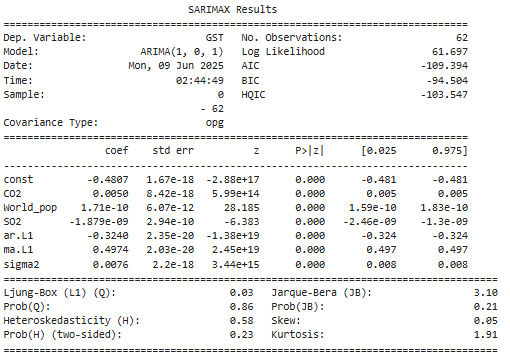 SARIMAX Results
==============================================================================
Dep. Variable:                    GST   No. Observations:                   62
Model:                 ARIMA(1, 0, 1)   Log Likelihood                  61.697
Date:                Mon, 09 Jun 2025   AIC                           -109.394
Time:                        02:44:49   BIC                            -94.504
Sample:                             0   HQIC                          -103.547
                                 - 62
Covariance Type:                  opg
==============================================================================
                 coef    std err          z      P>|z|      [0.025      0.975]
------------------------------------------------------------------------------
const         -0.4807   1.67e-18  -2.88e+17      0.000      -0.481      -0.481
CO2            0.0050   8.42e-18   5.99e+14      0.000       0.005       0.005
World_pop    1.71e-10   6.07e-12     28.185      0.000    1.59e-10    1.83e-10
SO2        -1.879e-09   2.94e-10     -6.383      0.000   -2.46e-09    -1.3e-09
ar.L1         -0.3240   2.35e-20  -1.38e+19      0.000      -0.324      -0.324
ma.L1          0.4974   2.03e-20   2.45e+19      0.000       0.497       0.497
sigma2         0.0076    2.2e-18   3.44e+15      0.000       0.008       0.008
===================================================================================
Ljung-Box (L1) (Q):                   0.03   Jarque-Bera (JB):                 3.10
Prob(Q):                              0.86   Prob(JB):                         0.21
Heteroskedasticity (H):               0.58   Skew:                             0.05
Prob(H) (two-sided):                  0.23   Kurtosis:                         1.91
===================================================================================